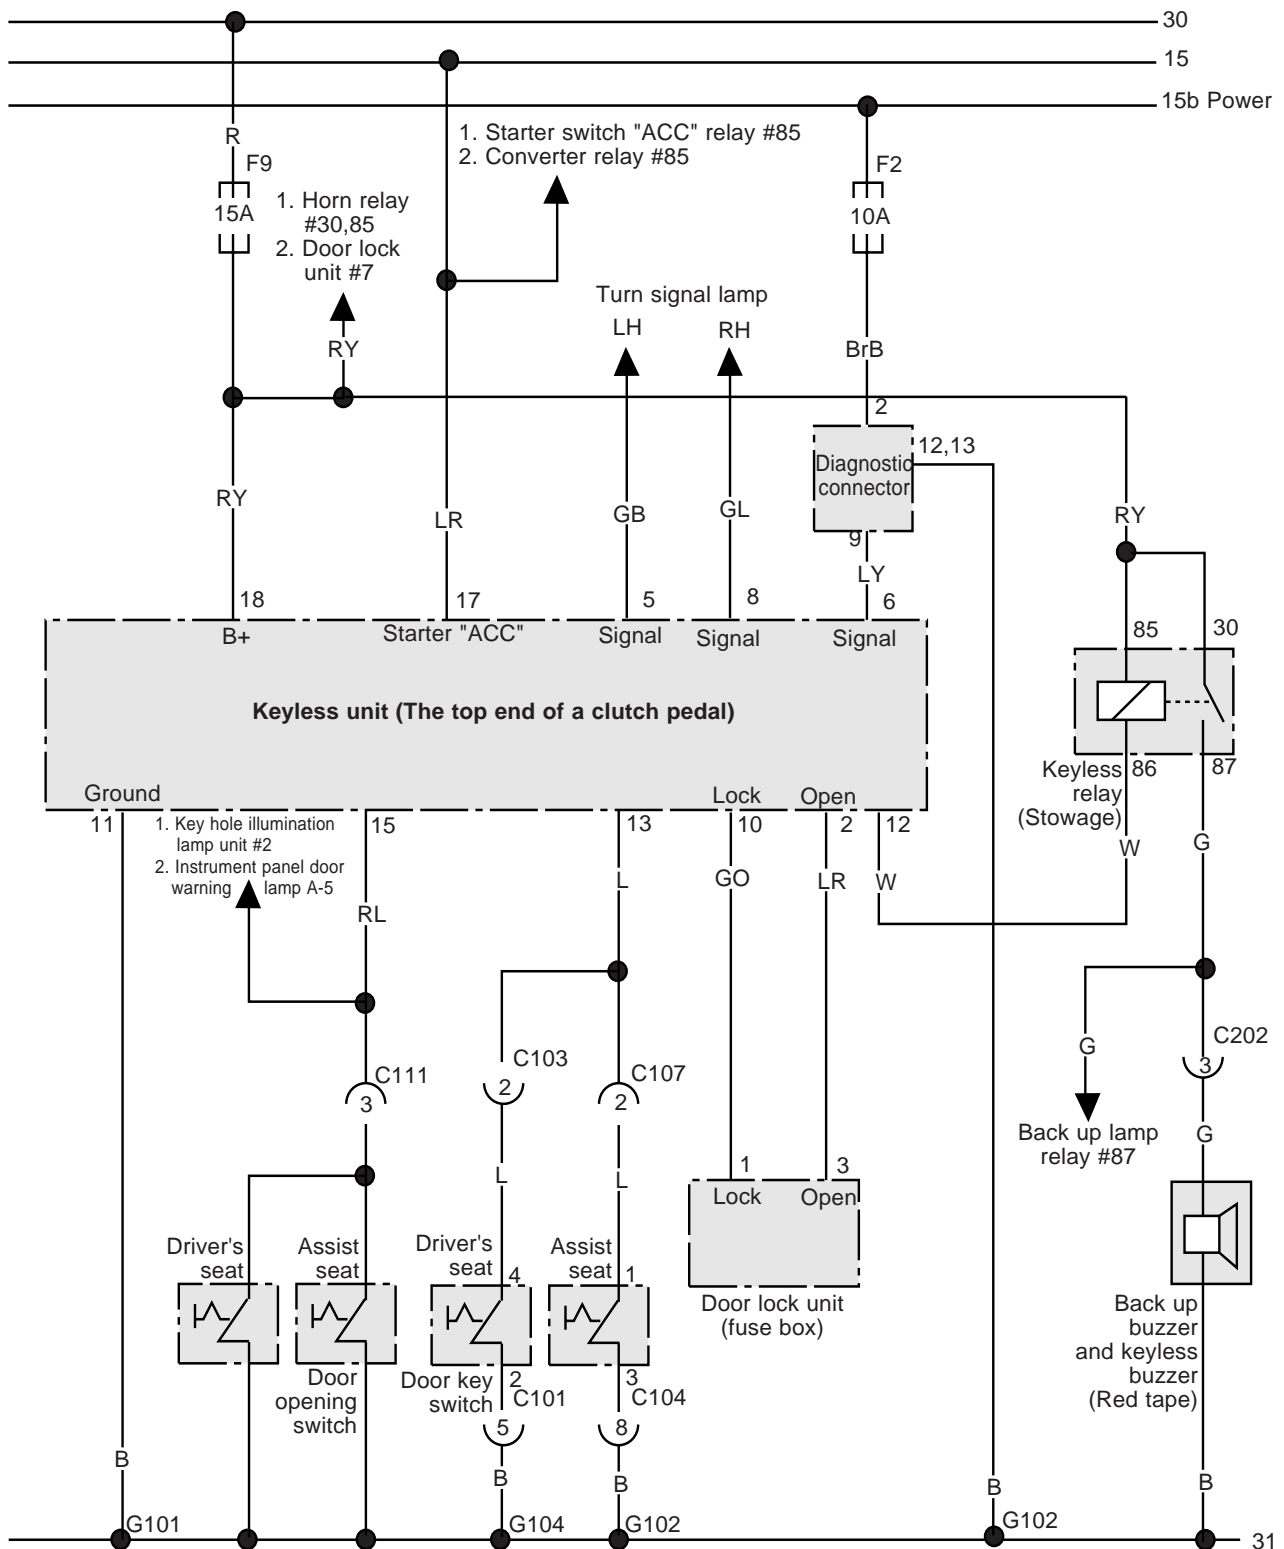 30
15
15b Power
R
F9
15A
1. Starter switch "ACC" relay #85
2. Converter relay #85
F2
10A
1. Horn relay
#30,85
2. Door lock
unit #7
RY
Turn signal lamp
LH
RH
BrB
2
12,13
Diagnostic
connector
9
RY
LR
GB
GL
LY
RY
18
17
5
8
6
85
30
B+
Starter "ACC"
Signal
Signal
Signal
Keyless unit (The top end of a clutch pedal)
Keyless
relay
(Stowage)
86
87
Ground
Lock
Open
11
15
13
10
2
12
1. Key hole illumination
lamp unit #2
2. Instrument panel door
warning lamp A-5
W
G
RL
L
GO
LR
W
C111
3
C103
2
C107
2
G
C202
3
Back up lamp
relay #87
G
L
L
1
3
Lock
Open
Door lock unit
(fuse box)
Driver's
seat
Assist
seat
Driver's
seat
4
Assist
seat
1
Door
opening
switch
Door key
switch
2
C101
5
3
C104
8
Back up
buzzer
and keyless
buzzer
(Red tape)
B
B
B
B
B
G101
G104
G102
G102
31